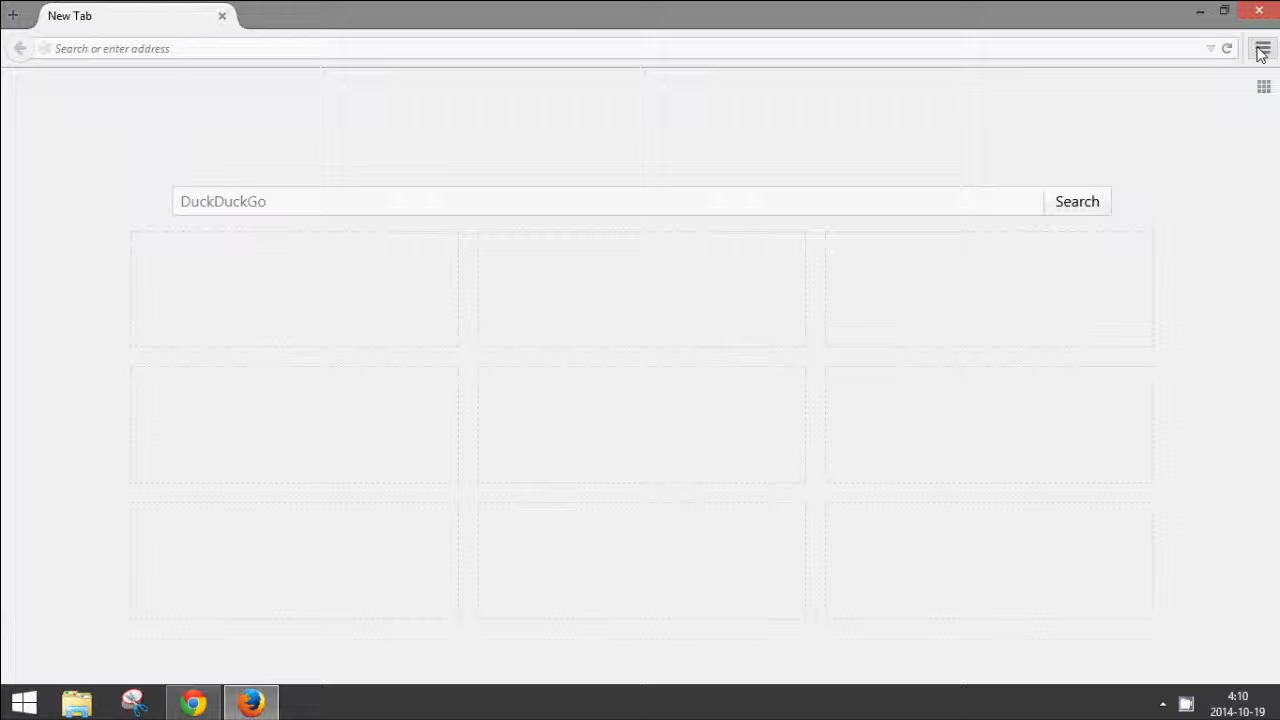 New Tab
Search or enter address
DuckDuckGo
Search
4:10
2014-10-19